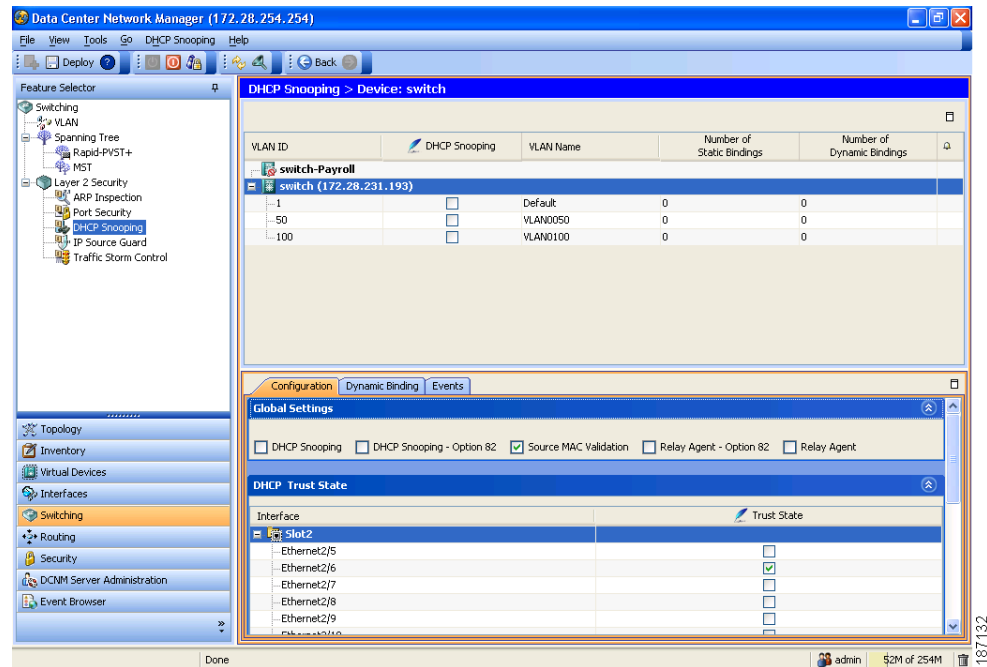 Data Center Network Manager (172.28.254.254)
File View Tools Go DHCP Snooping Help
Deploy ? Back
Feature Selector
Switching
VLAN
Spanning Tree
Rapid-PVST+
MST
Layer 2 Security
ARP Inspection
Port Security
DHCP Snooping
IP Source Guard
Traffic Storm Control
Topology
Inventory
Virtual Devices
Interfaces
Switching
Routing
Security
DCNM Server Administration
Event Browser
»
DHCP Snooping > Device: switch
VLAN ID DHCP Snooping VLAN Name Number of Static Bindings Number of Dynamic Bindings
switch-Payroll
switch (172.28.231.193)
1 Default 0 0
50 VLAN0050 0 0
100 VLAN0100 0 0
Configuration Dynamic Binding Events
Global Settings
DHCP Snooping DHCP Snooping - Option 82 Source MAC Validation Relay Agent - Option 82 Relay Agent
DHCP Trust State
Interface Trust State
Slot2
Ethernet2/5
Ethernet2/6
Ethernet2/7
Ethernet2/8
Ethernet2/9
Ethernet2/10
Done admin 52M of 254M
187132